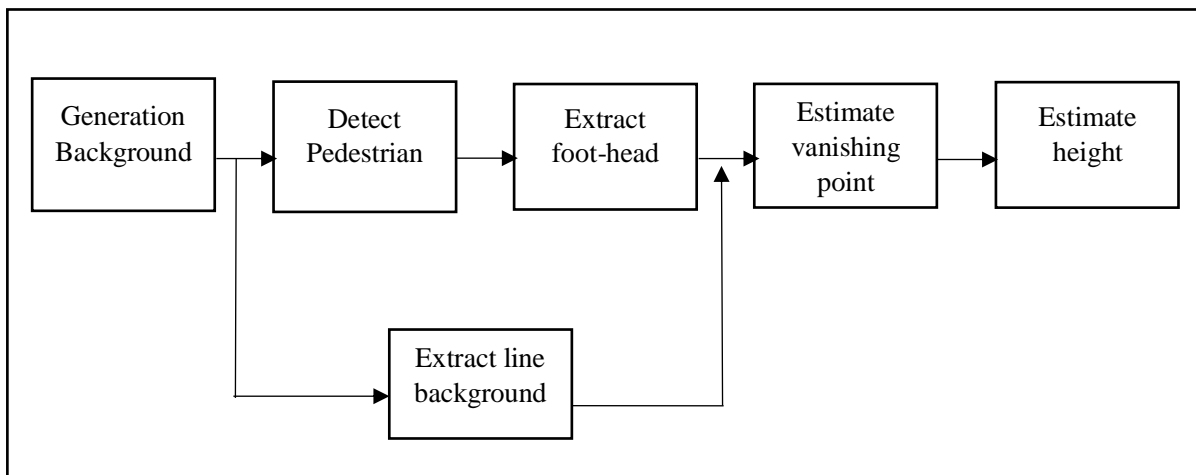 Generation
Background
Detect
Pedestrian
Extract
foot-head
Estimate
vanishing
point
Estimate
height
Extract line
background